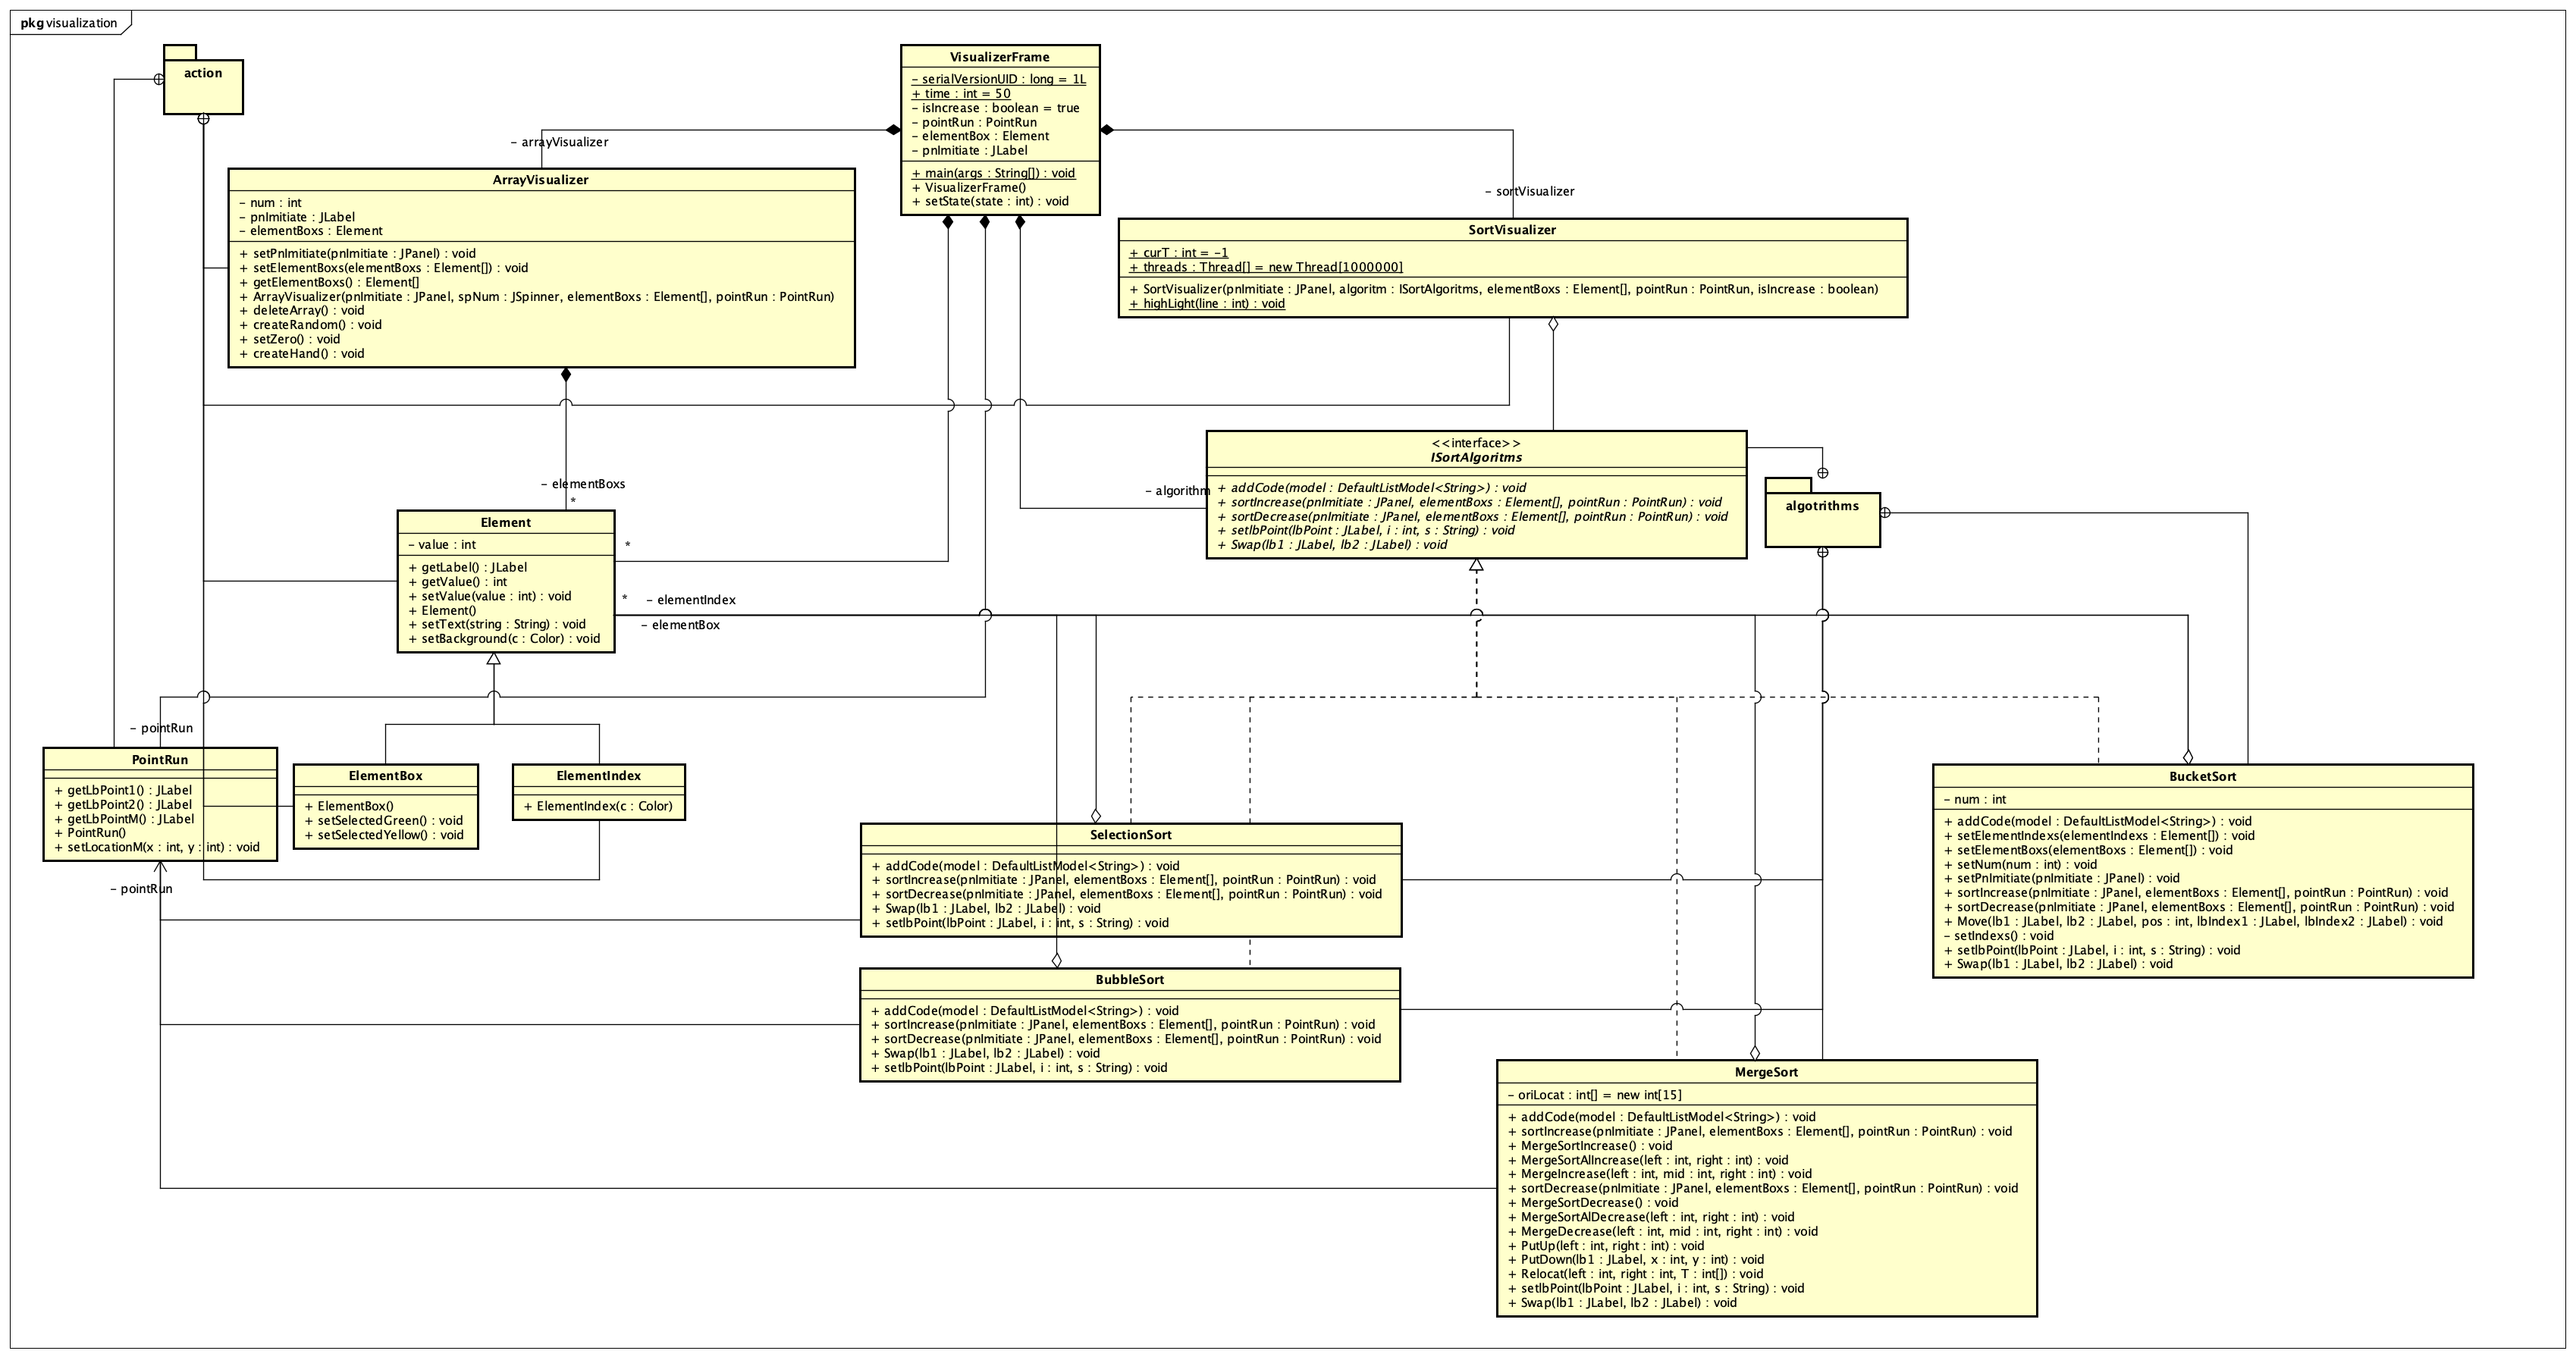 pkg visualization
action
VisualizerFrame
– serialVersionUID : long = 1L
+ time : int = 50
– isIncrease : boolean = true
– pointRun : PointRun
– elementBox : Element
– pnImitiate : JLabel
+ main(args : String[]) : void
+ VisualizerFrame()
+ setState(state : int) : void
– arrayVisualizer
– sortVisualizer
ArrayVisualizer
– num : int
– pnImitiate : JLabel
– elementBoxs : Element
+ setPnImitiate(pnImitiate : JPanel) : void
+ setElementBoxs(elementBoxs : Element[]) : void
+ getElementBoxs() : Element[]
+ ArrayVisualizer(pnImitiate : JPanel, spNum : JSpinner, elementBoxs : Element[], pointRun : PointRun)
+ deleteArray() : void
+ createRandom() : void
+ setZero() : void
+ createHand() : void
SortVisualizer
+ curT : int = –1
+ threads : Thread[] = new Thread[1000000]
+ SortVisualizer(pnImitiate : JPanel, algoritm : ISortAlgoritms, elementBoxs : Element[], pointRun : PointRun, isIncrease : boolean)
+ highLight(line : int) : void
<<interface>>
ISortAlgoritms
+ addCode(model : DefaultListModel<String>) : void
+ sortIncrease(pnImitiate : JPanel, elementBoxs : Element[], pointRun : PointRun) : void
+ sortDecrease(pnImitiate : JPanel, elementBoxs : Element[], pointRun : PointRun) : void
+ setlbPoint(lbPoint : JLabel, i : int, s : String) : void
+ Swap(lb1 : JLabel, lb2 : JLabel) : void
– algorithm
algotrithms
– elementBoxs
*
Element
– value : int
+ getLabel() : JLabel
+ getValue() : int
+ setValue(value : int) : void
+ Element()
+ setText(string : String) : void
+ setBackground(c : Color) : void
*
* – elementIndex
– elementBox
– pointRun
PointRun
+ getLbPoint1() : JLabel
+ getLbPoint2() : JLabel
+ getLbPointM() : JLabel
+ PointRun()
+ setLocationM(x : int, y : int) : void
– pointRun
ElementBox
+ ElementBox()
+ setSelectedGreen() : void
+ setSelectedYellow() : void
ElementIndex
+ ElementIndex(c : Color)
SelectionSort
+ addCode(model : DefaultListModel<String>) : void
+ sortIncrease(pnImitiate : JPanel, elementBoxs : Element[], pointRun : PointRun) : void
+ sortDecrease(pnImitiate : JPanel, elementBoxs : Element[], pointRun : PointRun) : void
+ Swap(lb1 : JLabel, lb2 : JLabel) : void
+ setlbPoint(lbPoint : JLabel, i : int, s : String) : void
BubbleSort
+ addCode(model : DefaultListModel<String>) : void
+ sortIncrease(pnImitiate : JPanel, elementBoxs : Element[], pointRun : PointRun) : void
+ sortDecrease(pnImitiate : JPanel, elementBoxs : Element[], pointRun : PointRun) : void
+ Swap(lb1 : JLabel, lb2 : JLabel) : void
+ setlbPoint(lbPoint : JLabel, i : int, s : String) : void
BucketSort
– num : int
+ addCode(model : DefaultListModel<String>) : void
+ setElementIndexs(elementIndexs : Element[]) : void
+ setElementBoxs(elementBoxs : Element[]) : void
+ setNum(num : int) : void
+ setPnImitiate(pnImitiate : JPanel) : void
+ sortIncrease(pnImitiate : JPanel, elementBoxs : Element[], pointRun : PointRun) : void
+ sortDecrease(pnImitiate : JPanel, elementBoxs : Element[], pointRun : PointRun) : void
+ Move(lb1 : JLabel, lb2 : JLabel, pos : int, lbIndex1 : JLabel, lbIndex2 : JLabel) : void
– setIndexs() : void
+ setlbPoint(lbPoint : JLabel, i : int, s : String) : void
+ Swap(lb1 : JLabel, lb2 : JLabel) : void
MergeSort
– oriLocat : int[] = new int[15]
+ addCode(model : DefaultListModel<String>) : void
+ sortIncrease(pnImitiate : JPanel, elementBoxs : Element[], pointRun : PointRun) : void
+ MergeSortIncrease() : void
+ MergeSortAlIncrease(left : int, right : int) : void
+ MergeIncrease(left : int, mid : int, right : int) : void
+ sortDecrease(pnImitiate : JPanel, elementBoxs : Element[], pointRun : PointRun) : void
+ MergeSortDecrease() : void
+ MergeSortAlDecrease(left : int, right : int) : void
+ MergeDecrease(left : int, mid : int, right : int) : void
+ PutUp(left : int, right : int) : void
+ PutDown(lb1 : JLabel, x : int, y : int) : void
+ Relocat(left : int, right : int, T : int[]) : void
+ setlbPoint(lbPoint : JLabel, i : int, s : String) : void
+ Swap(lb1 : JLabel, lb2 : JLabel) : void